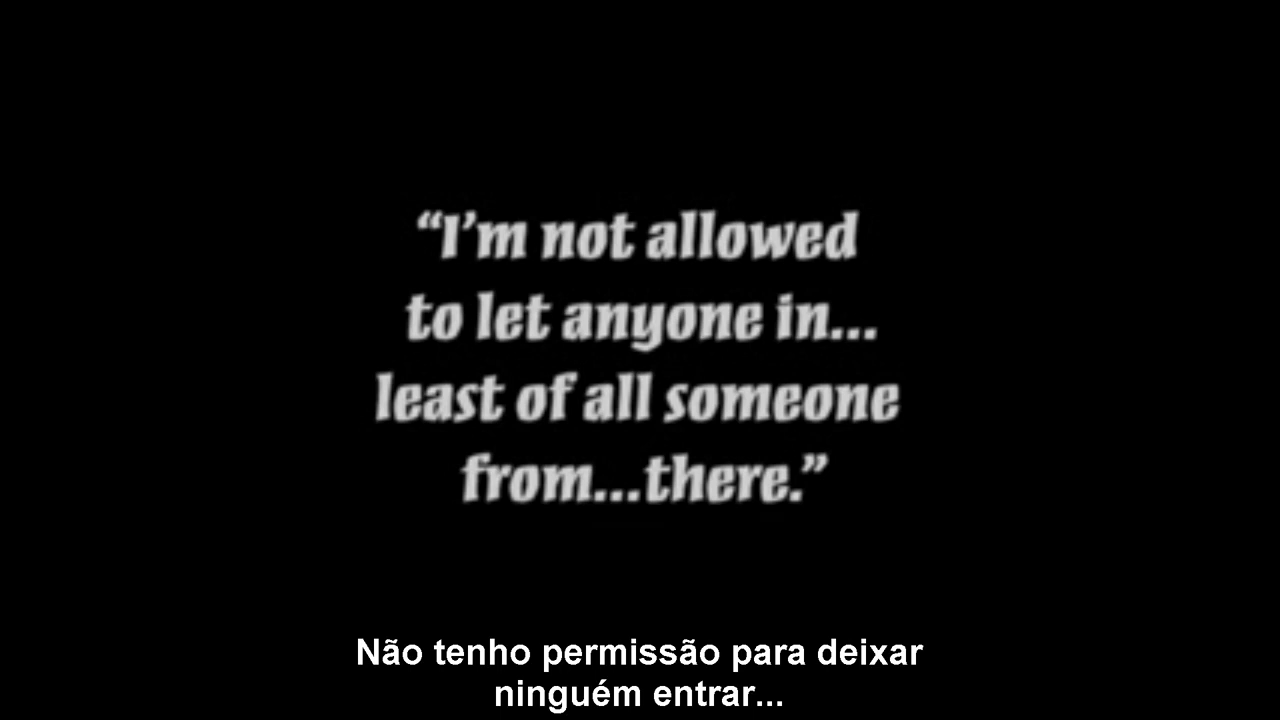 “I’m not allowed
to let anyone in...
least of all someone
from...there.”
Não tenho permissão para deixar
ninguém entrar...